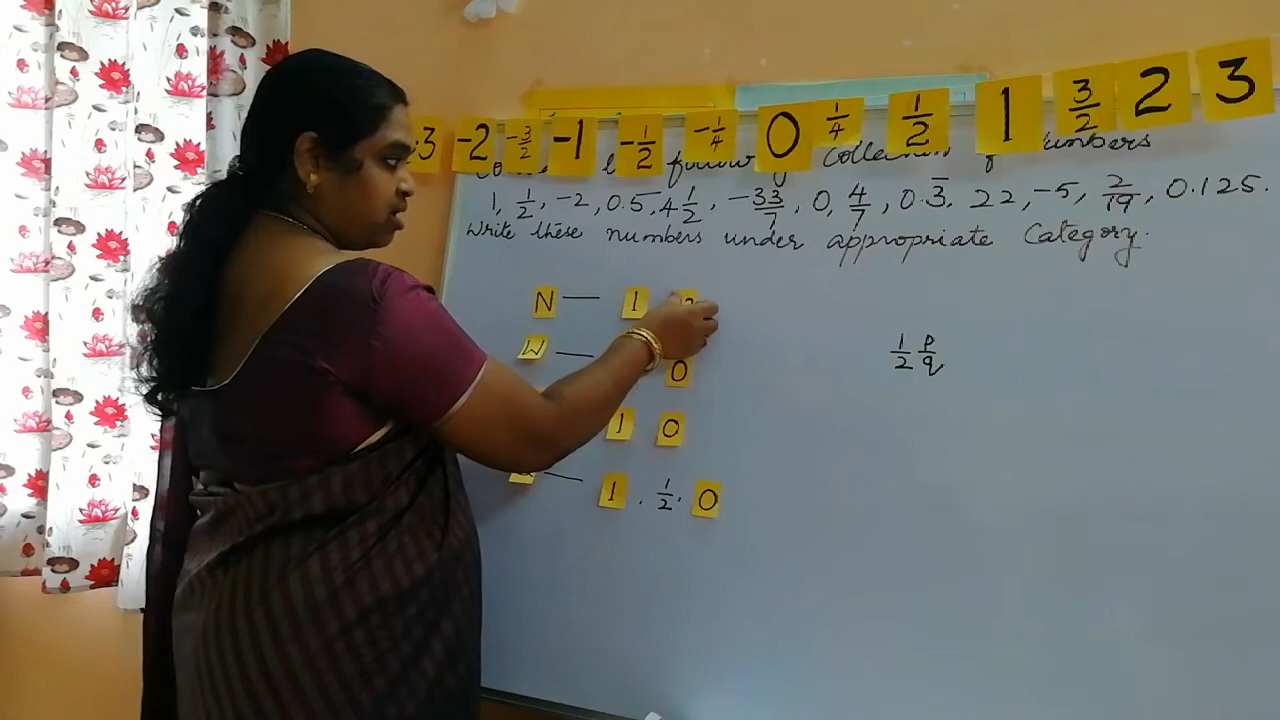 -3 -2 -3/2 -1 -1/2 -1/4 0 1/4 1/2 1 3/2 2 3
following Collection of numbers
1, 1/2, -2, 0.5, 4 1/2, -33/7, 0, 4/7, 0.3̅, 22, -5, 2/19, 0.125.
Write these numbers under appropriate Category.
N — 1
W — 0
1 0
— 1, 1/2, 0
1/2 p/q